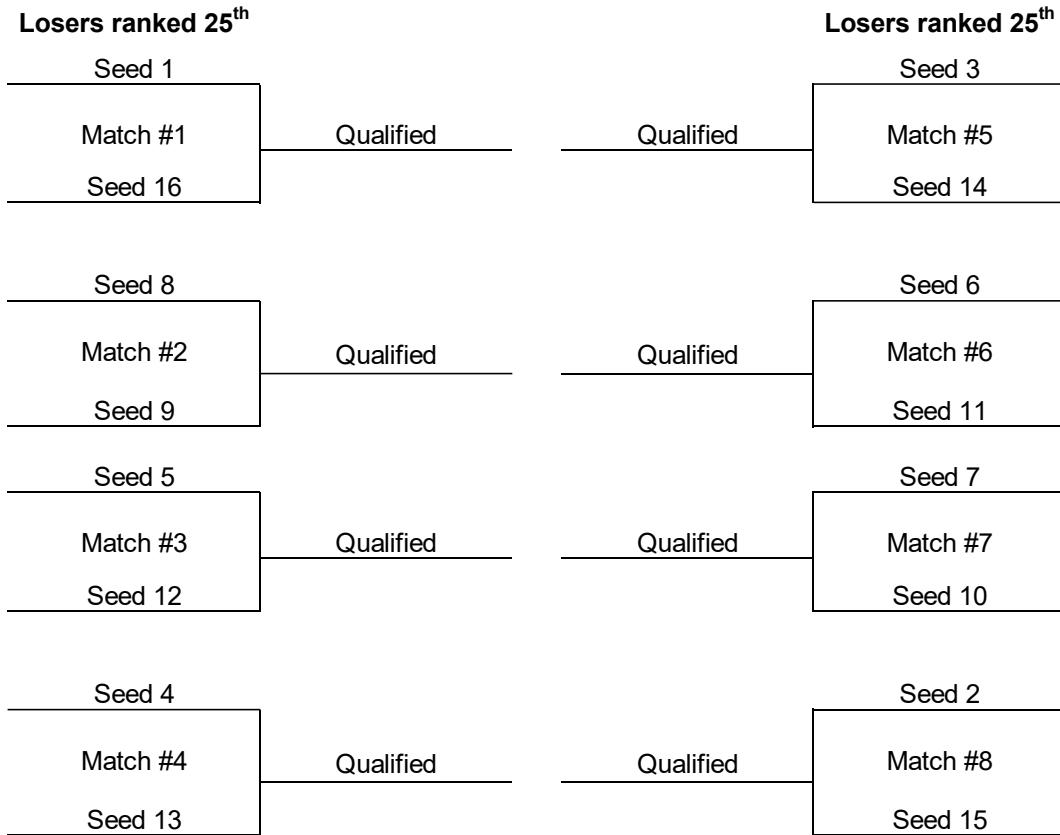 Losers ranked 25th
Losers ranked 25th
Seed 1
Match #1
Seed 16
Qualified
Seed 8
Match #2
Seed 9
Qualified
Seed 5
Match #3
Seed 12
Qualified
Seed 4
Match #4
Seed 13
Qualified
Seed 3
Match #5
Seed 14
Qualified
Seed 6
Match #6
Seed 11
Qualified
Seed 7
Match #7
Seed 10
Qualified
Seed 2
Match #8
Seed 15
Qualified